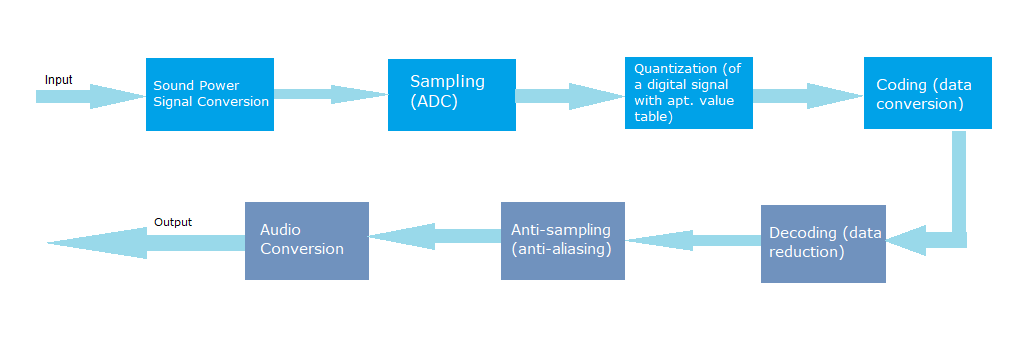 Input
Sound Power
Signal Conversion
Sampling
(ADC)
Quantization (of
a digital signal
with apt. value
table)
Coding (data
conversion)
Output
Audio
Conversion
Anti-sampling
(anti-aliasing)
Decoding (data
reduction)